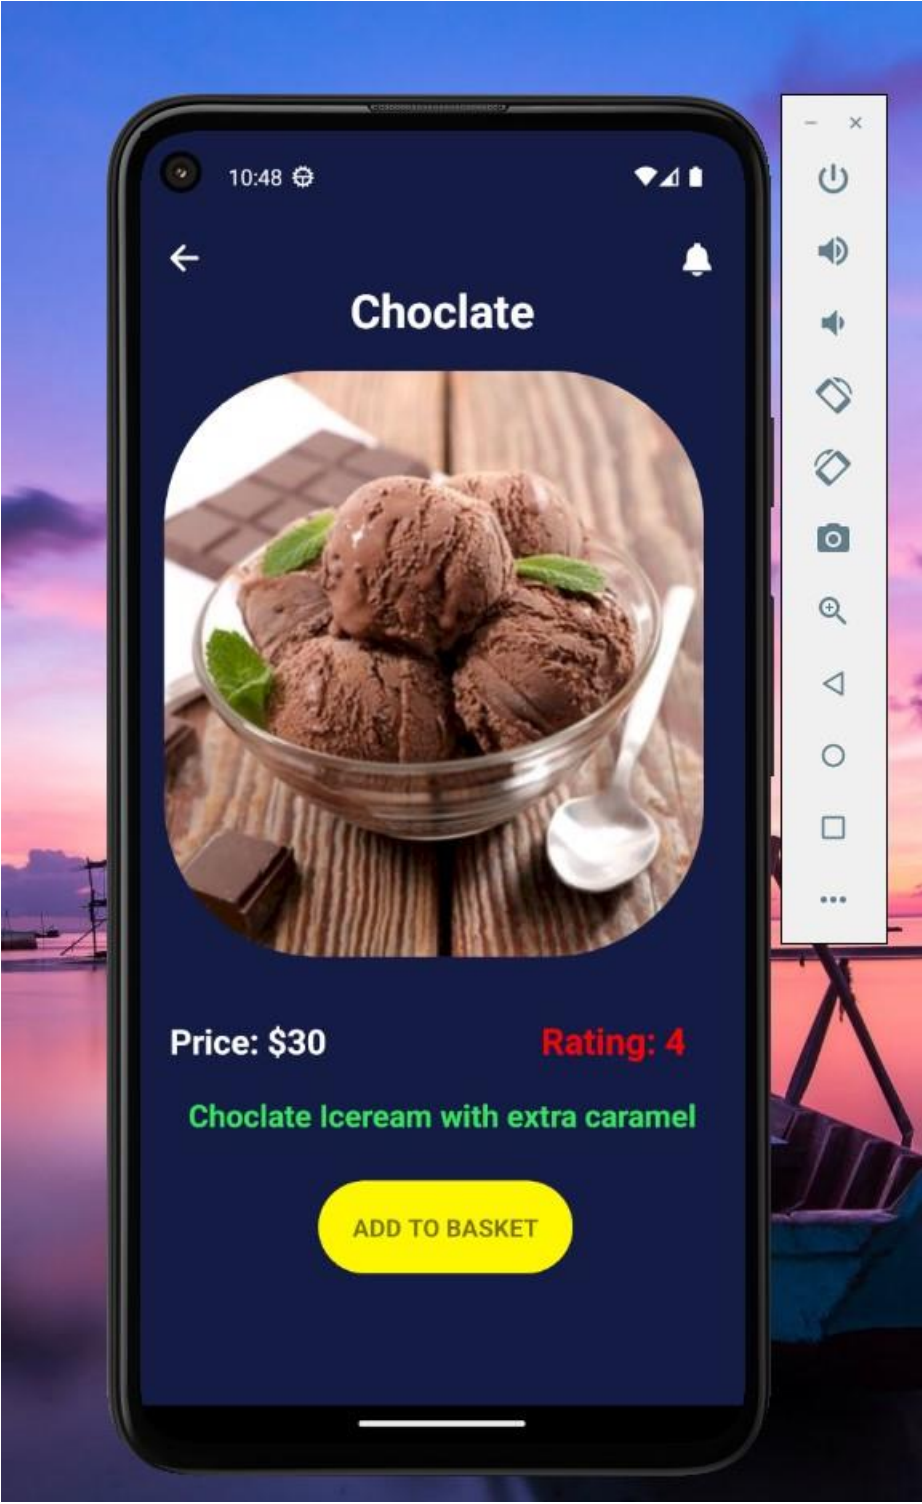 10:48
Choclate
Price: $30 Rating: 4
Choclate Iceream with extra caramel
ADD TO BASKET